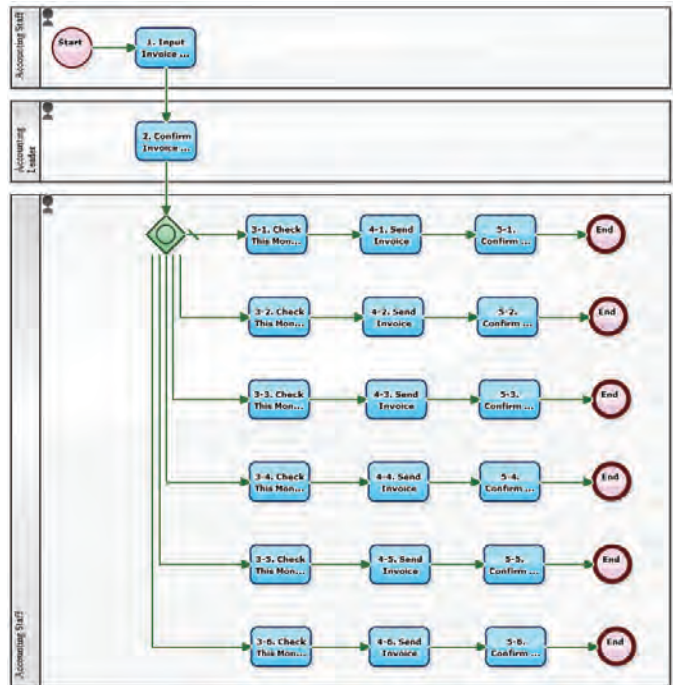 Accounting Staff
Start
1. Input
Invoice ...
Accounting
Leader
2. Confirm
Invoice ...
Accounting Staff
3-1. Check
This Mon...
4-1. Send
Invoice
5-1.
Confirm ...
End
3-2. Check
This Mon...
4-2. Send
Invoice
5-2.
Confirm ...
End
3-3. Check
This Mon...
4-3. Send
Invoice
5-3.
Confirm ...
End
3-4. Check
This Mon...
4-4. Send
Invoice
5-4.
Confirm ...
End
3-5. Check
This Mon...
4-5. Send
Invoice
5-5.
Confirm ...
End
3-6. Check
This Mon...
4-6. Send
Invoice
5-6.
Confirm ...
End